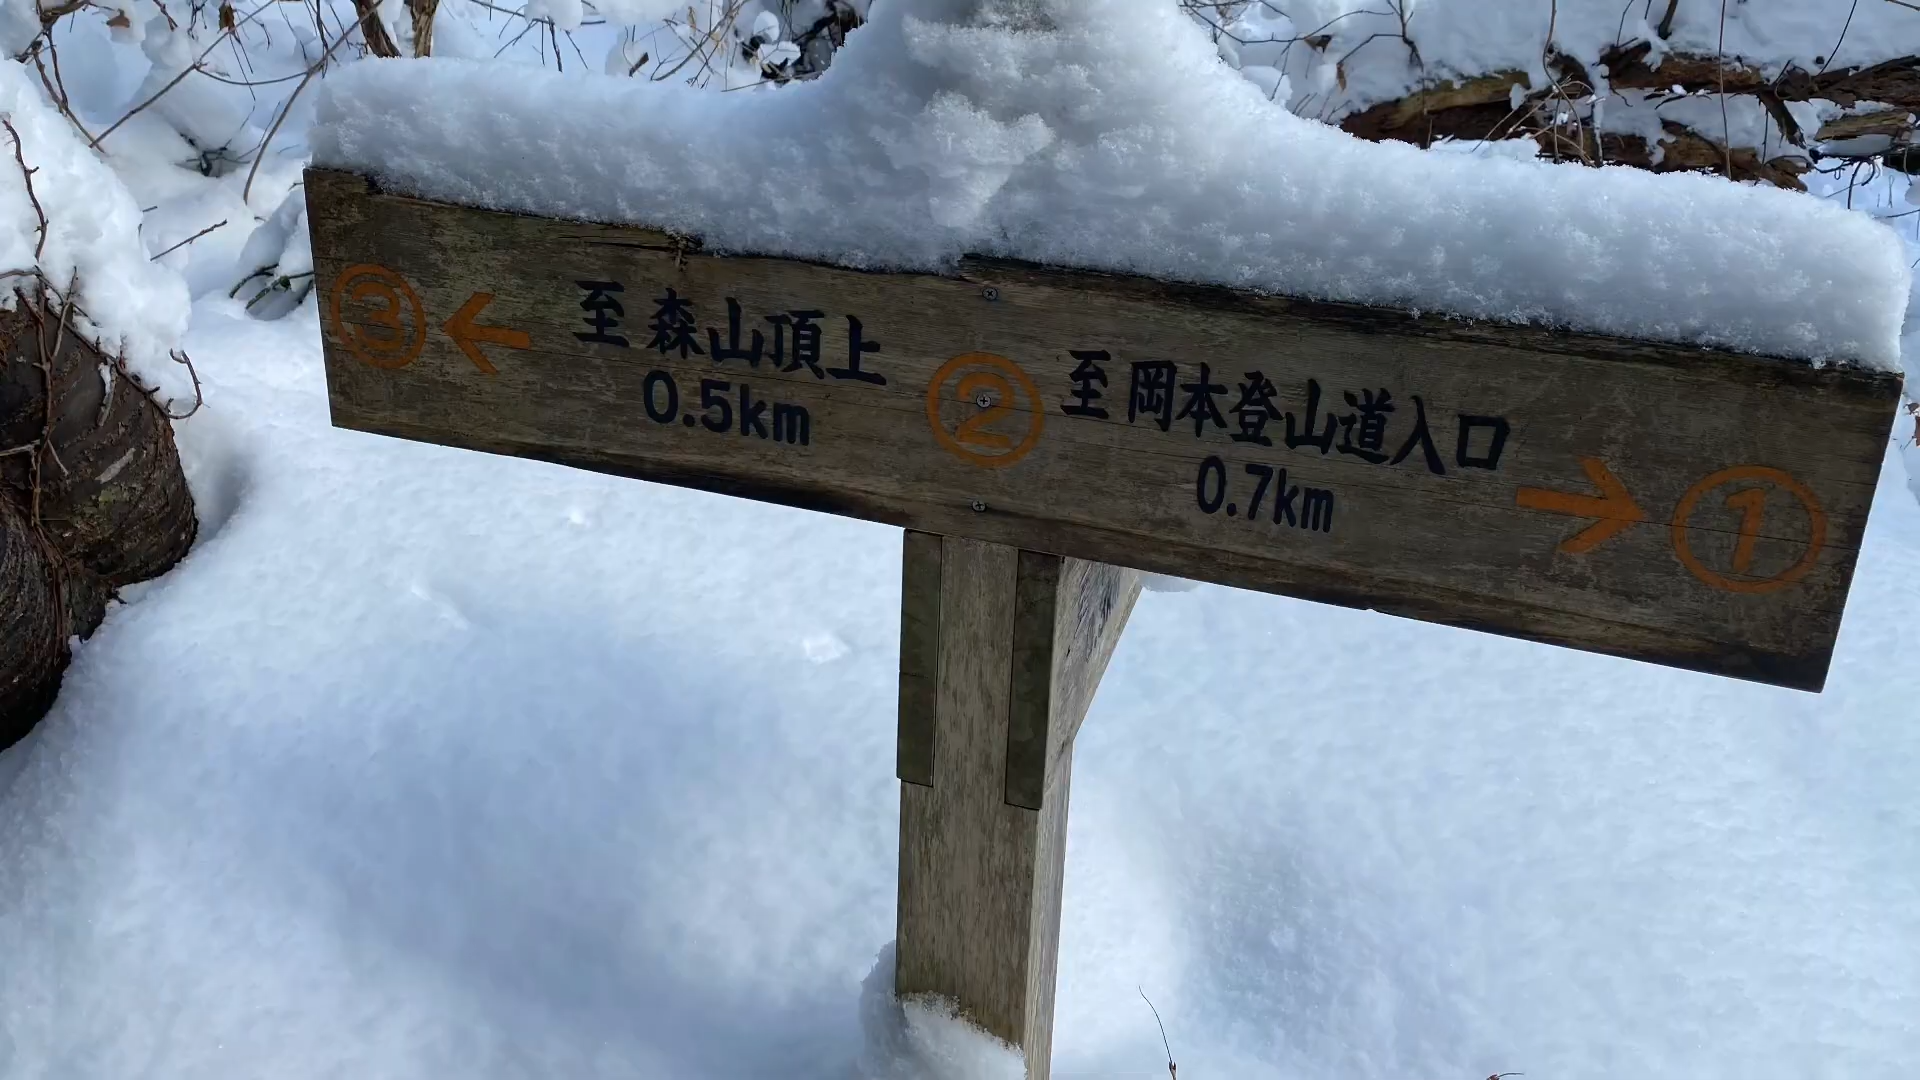 ③ ← 至 森山頂上
0.5km
②
至 岡本登山道入口
0.7km → ①